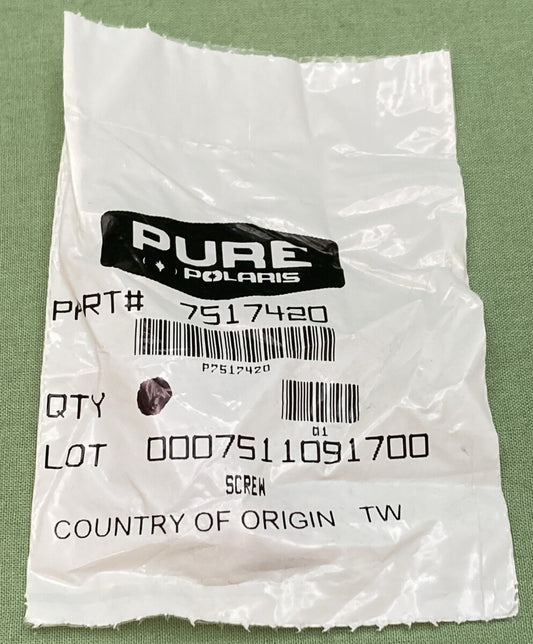 PURE
POLARIS
PART# 7517420
P7517420
QTY
01
LOT 0007511091700
SCREW
COUNTRY OF ORIGIN TW